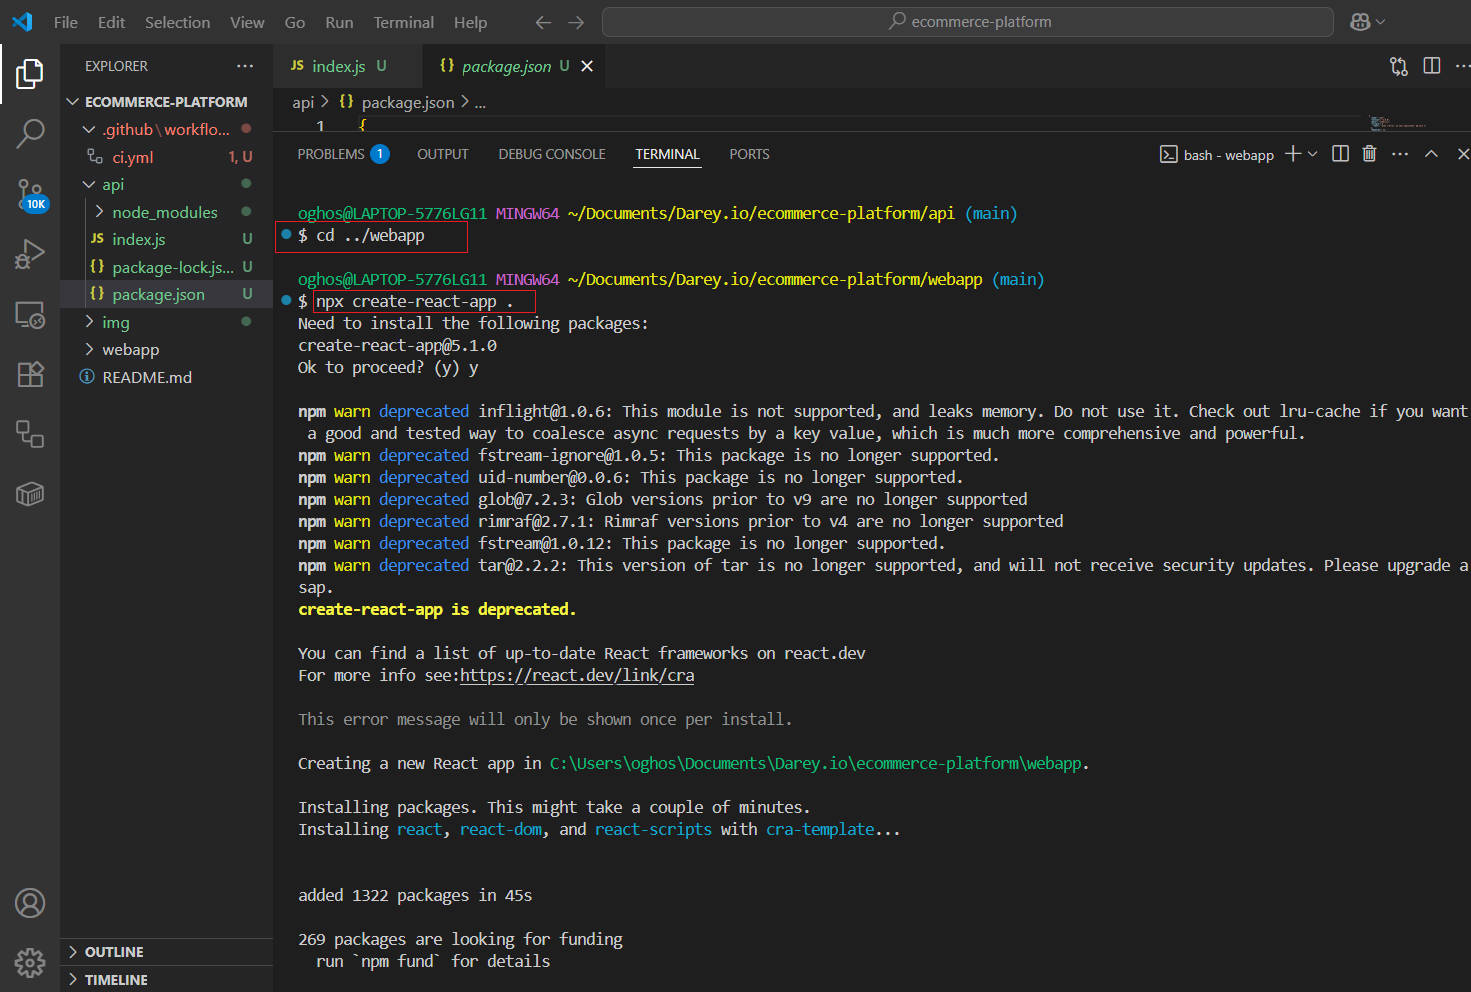 File Edit Selection View Go Run Terminal Help
ecommerce-platform
EXPLORER
ECOMMERCE-PLATFORM
.github\workflo...
ci.yml 1, U
api
node_modules
JS index.js U
{} package-lock.js... U
{} package.json U
img
webapp
README.md
OUTLINE
TIMELINE
10K
JS index.js U
{} package.json U
api > {} package.json > ...
1 {
PROBLEMS 1 OUTPUT DEBUG CONSOLE TERMINAL PORTS
bash - webapp
oghos@LAPTOP-5776LG11 MINGW64 ~/Documents/Darey.io/ecommerce-platform/api (main)
$ cd ../webapp
oghos@LAPTOP-5776LG11 MINGW64 ~/Documents/Darey.io/ecommerce-platform/webapp (main)
$ npx create-react-app .
Need to install the following packages:
create-react-app@5.1.0
Ok to proceed? (y) y
npm warn deprecated inflight@1.0.6: This module is not supported, and leaks memory. Do not use it. Check out lru-cache if you want
a good and tested way to coalesce async requests by a key value, which is much more comprehensive and powerful.
npm warn deprecated fstream-ignore@1.0.5: This package is no longer supported.
npm warn deprecated uid-number@0.0.6: This package is no longer supported.
npm warn deprecated glob@7.2.3: Glob versions prior to v9 are no longer supported
npm warn deprecated rimraf@2.7.1: Rimraf versions prior to v4 are no longer supported
npm warn deprecated fstream@1.0.12: This package is no longer supported.
npm warn deprecated tar@2.2.2: This version of tar is no longer supported, and will not receive security updates. Please upgrade a
sap.
create-react-app is deprecated.
You can find a list of up-to-date React frameworks on react.dev
For more info see:https://react.dev/link/cra
This error message will only be shown once per install.
Creating a new React app in C:\Users\oghos\Documents\Darey.io\ecommerce-platform\webapp.
Installing packages. This might take a couple of minutes.
Installing react, react-dom, and react-scripts with cra-template...
added 1322 packages in 45s
269 packages are looking for funding
run `npm fund` for details